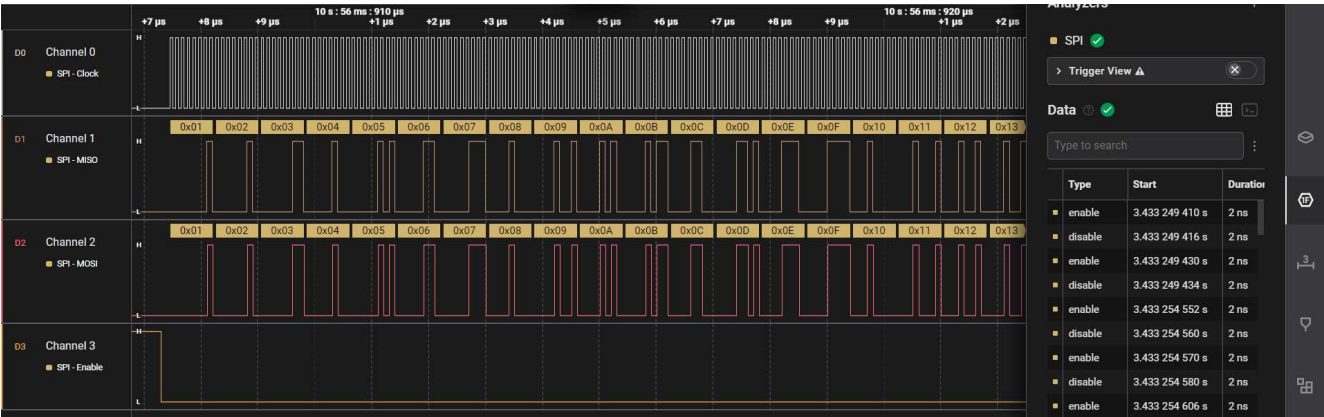 10 s : 56 ms : 910 µs
10 s : 56 ms : 920 µs
+7 µs +8 µs +9 µs +1 µs +2 µs +3 µs +4 µs +5 µs +6 µs +7 µs +8 µs +9 µs +1 µs +2 µs
D0 Channel 0
SPI - Clock
H
L
0x01 0x02 0x03 0x04 0x05 0x06 0x07 0x08 0x09 0x0A 0x0B 0x0C 0x0D 0x0E 0x0F 0x10 0x11 0x12 0x13
D1 Channel 1
SPI - MISO
H
L
0x01 0x02 0x03 0x04 0x05 0x06 0x07 0x08 0x09 0x0A 0x0B 0x0C 0x0D 0x0E 0x0F 0x10 0x11 0x12 0x13
D2 Channel 2
SPI - MOSI
H
L
D3 Channel 3
SPI - Enable
H
L
Analyzers
SPI
Trigger View
Data
Type to search
Type Start Duration
enable 3.433 249 410 s 2 ns
disable 3.433 249 416 s 2 ns
enable 3.433 249 430 s 2 ns
disable 3.433 249 434 s 2 ns
enable 3.433 254 552 s 2 ns
disable 3.433 254 560 s 2 ns
enable 3.433 254 570 s 2 ns
disable 3.433 254 580 s 2 ns
enable 3.433 254 606 s 2 ns
1F
3